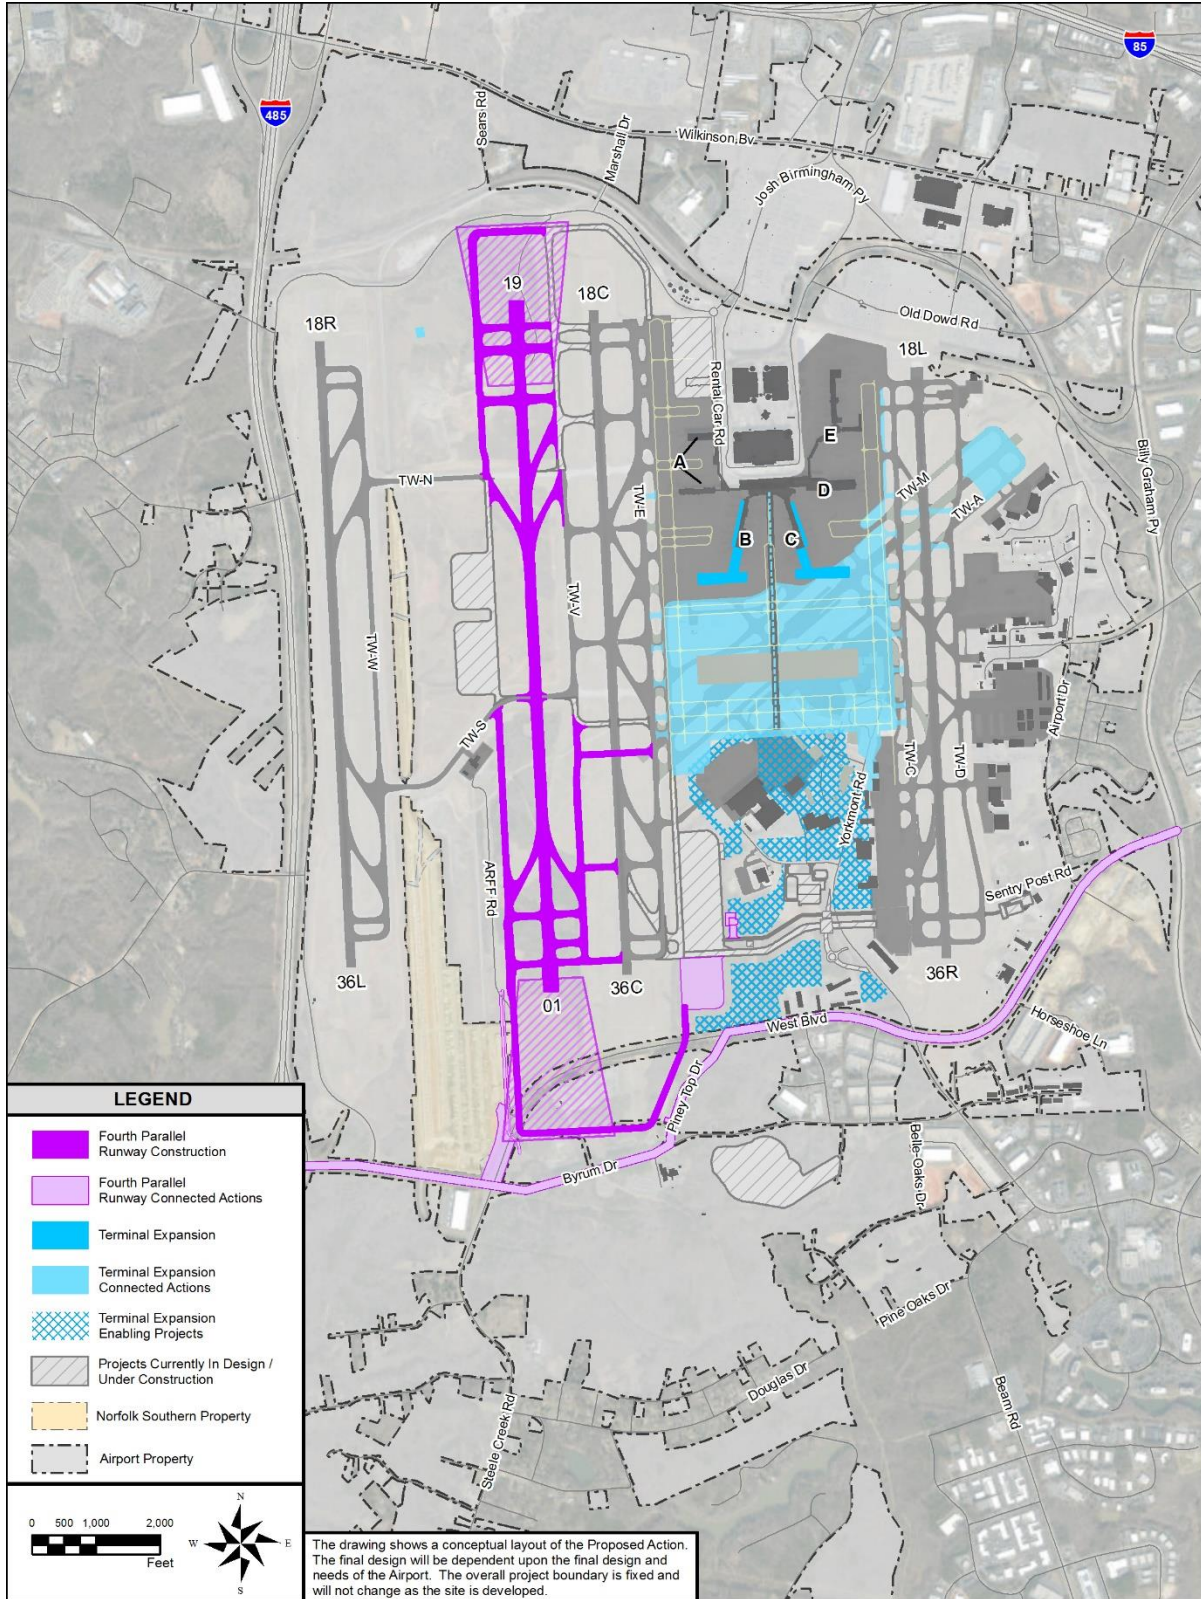 85
485
Sears Rd
Marshall Dr
Wilkinson Bv
Josh Birmingham Py
19
18C
18R
Old Dowd Rd
18L
Rental Car Rd
E
A
D
Billy Graham Py
TW-N
TW-E
TW-M
TW-A
B
C
TW-V
TW-W
Airport Dr
TW-S
TW-C
TW-D
Yorkmont Rd
ARFF Rd
Sentry Post Rd
36L
01
36C
36R
West Blvd
Horseshoe Ln
Piney Top Dr
Byrum Dr
Belle-Oaks Dr
Pine Oaks Dr
Douglas Dr
Beam Rd
Steele Creek Rd
LEGEND
Fourth Parallel
Runway Construction
Fourth Parallel
Runway Connected Actions
Terminal Expansion
Terminal Expansion
Connected Actions
Terminal Expansion
Enabling Projects
Projects Currently In Design /
Under Construction
Norfolk Southern Property
Airport Property
0 500 1,000 2,000
Feet
N
W E
S
The drawing shows a conceptual layout of the Proposed Action.
The final design will be dependent upon the final design and
needs of the Airport. The overall project boundary is fixed and
will not change as the site is developed.